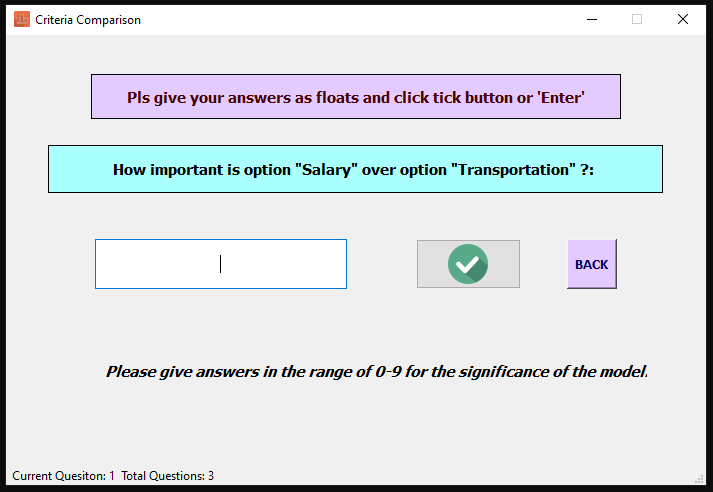 Criteria Comparison
Pls give your answers as floats and click tick button or 'Enter'
How important is option "Salary" over option "Transportation" ?:
BACK
Please give answers in the range of 0-9 for the significance of the model.
Current Quesiton: 1  Total Questions: 3